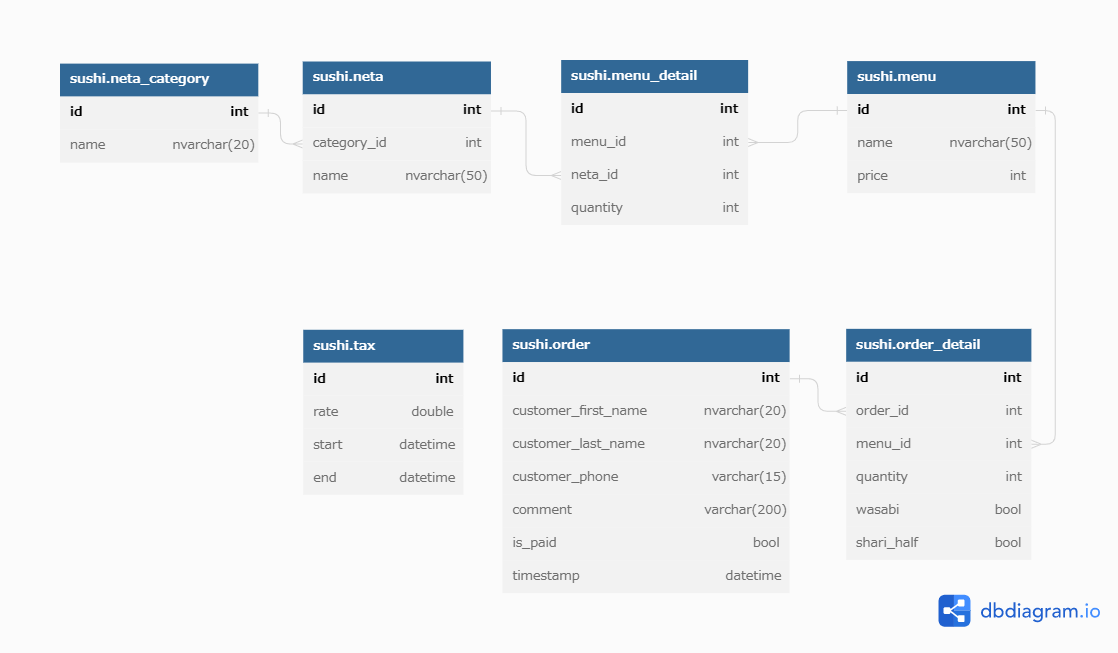 sushi.neta_category
id int
name nvarchar(20)
sushi.neta
id int
category_id int
name nvarchar(50)
sushi.menu_detail
id int
menu_id int
neta_id int
quantity int
sushi.menu
id int
name nvarchar(50)
price int
sushi.tax
id int
rate double
start datetime
end datetime
sushi.order
id int
customer_first_name nvarchar(20)
customer_last_name nvarchar(20)
customer_phone varchar(15)
comment varchar(200)
is_paid bool
timestamp datetime
sushi.order_detail
id int
order_id int
menu_id int
quantity int
wasabi bool
shari_half bool
dbdiagram.io